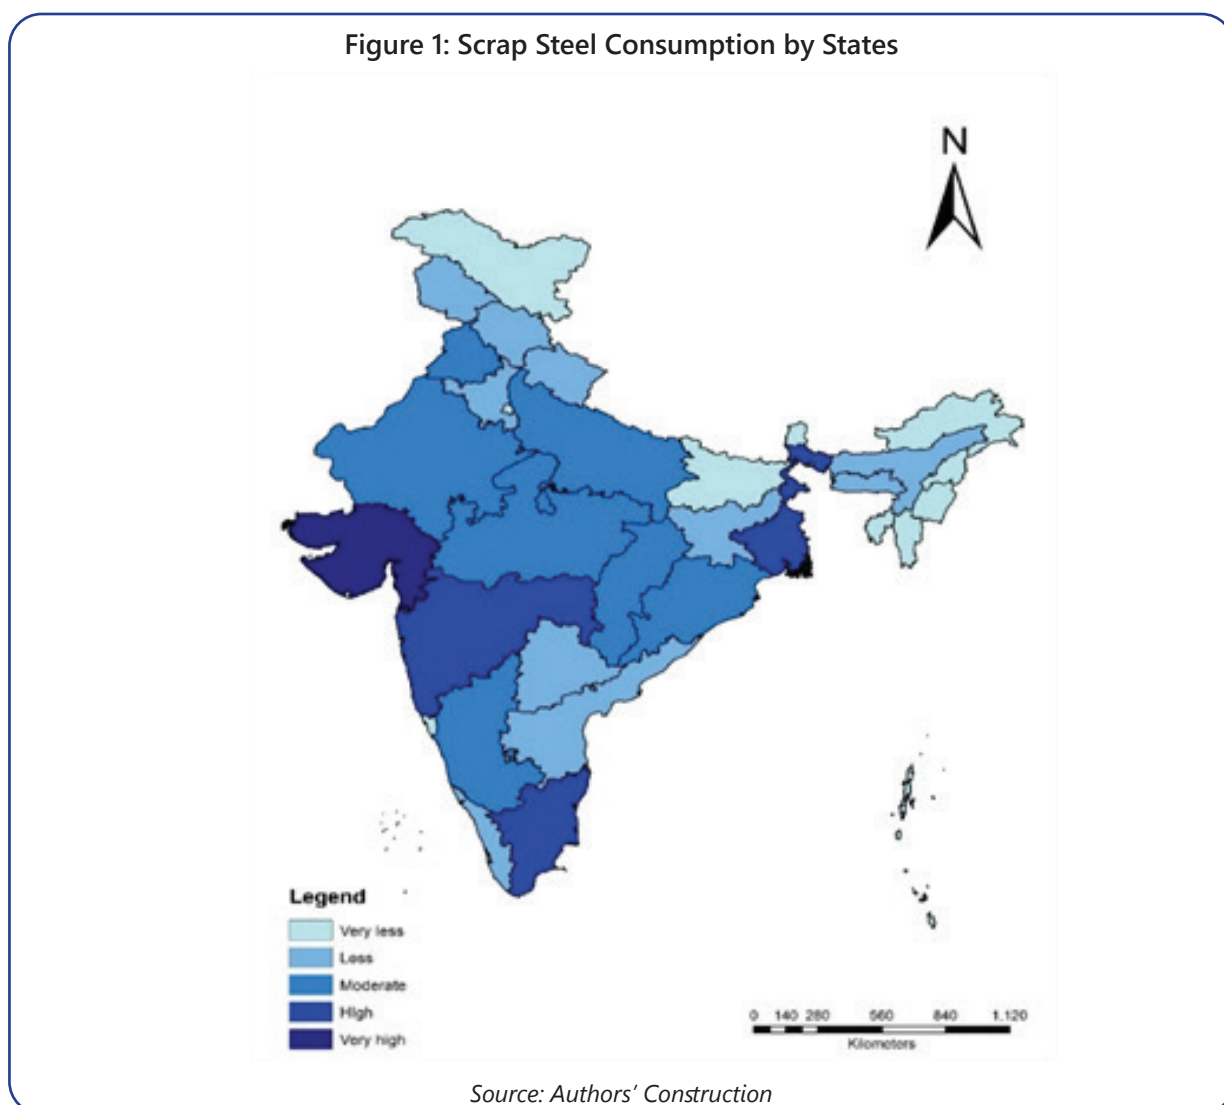 Figure 1: Scrap Steel Consumption by States
N
Legend
Very less
Less
Moderate
High
Very high
0 140 280 560 840 1.120
Kilometers
Source: Authors' Construction